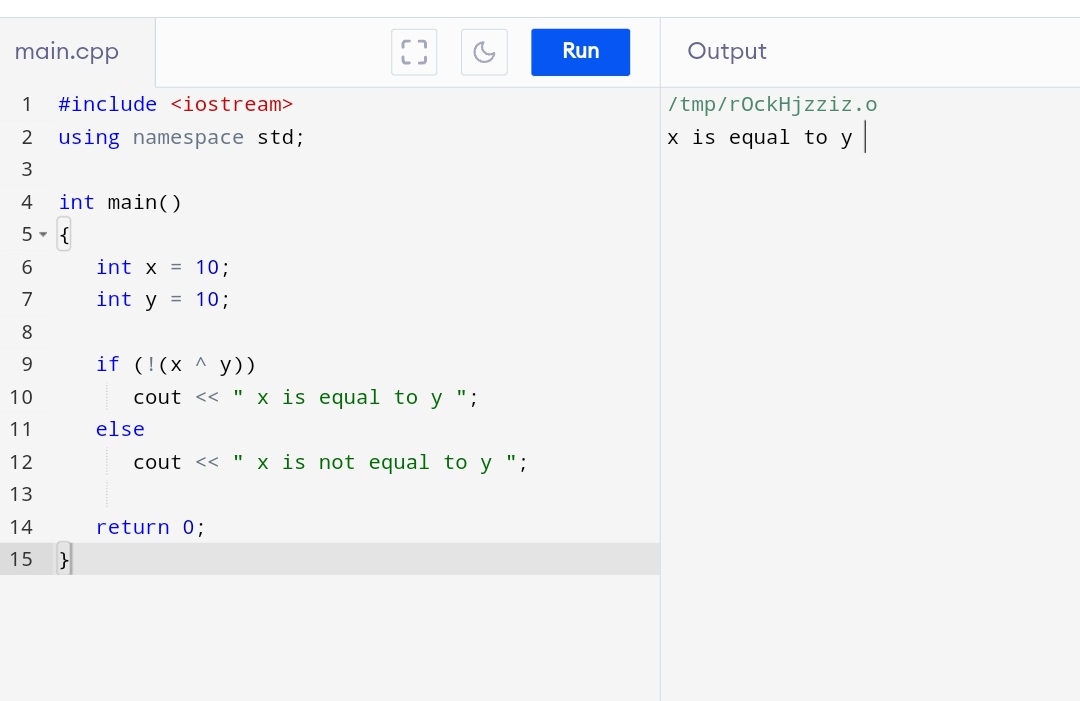 main.cpp
Run
Output
1 #include <iostream>
2 using namespace std;
3
4 int main()
5 {
6 int x = 10;
7 int y = 10;
8
9 if (!(x ^ y))
10 cout << " x is equal to y ";
11 else
12 cout << " x is not equal to y ";
13
14 return 0;
15 }
/tmp/rOckHjzziz.o
x is equal to y